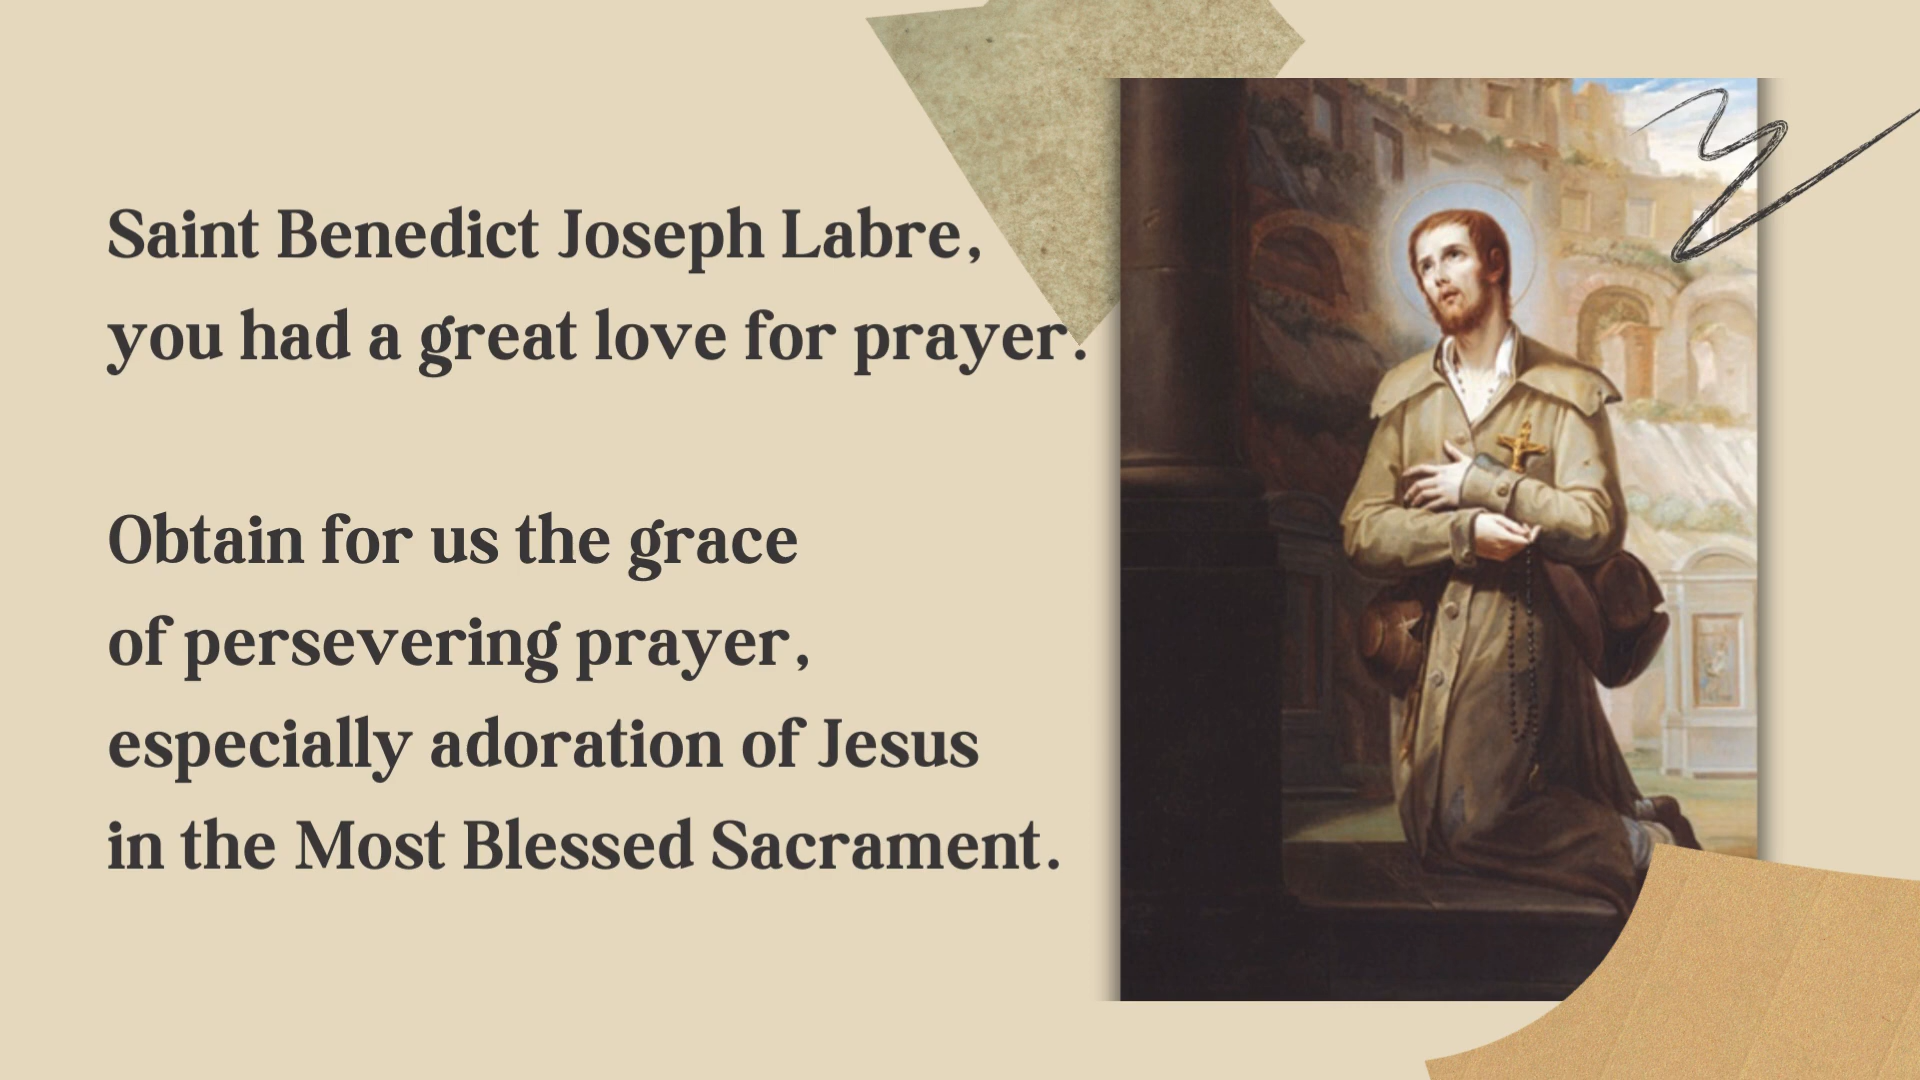 Saint Benedict Joseph Labre,
you had a great love for prayer.
Obtain for us the grace
of persevering prayer,
especially adoration of Jesus
in the Most Blessed Sacrament.